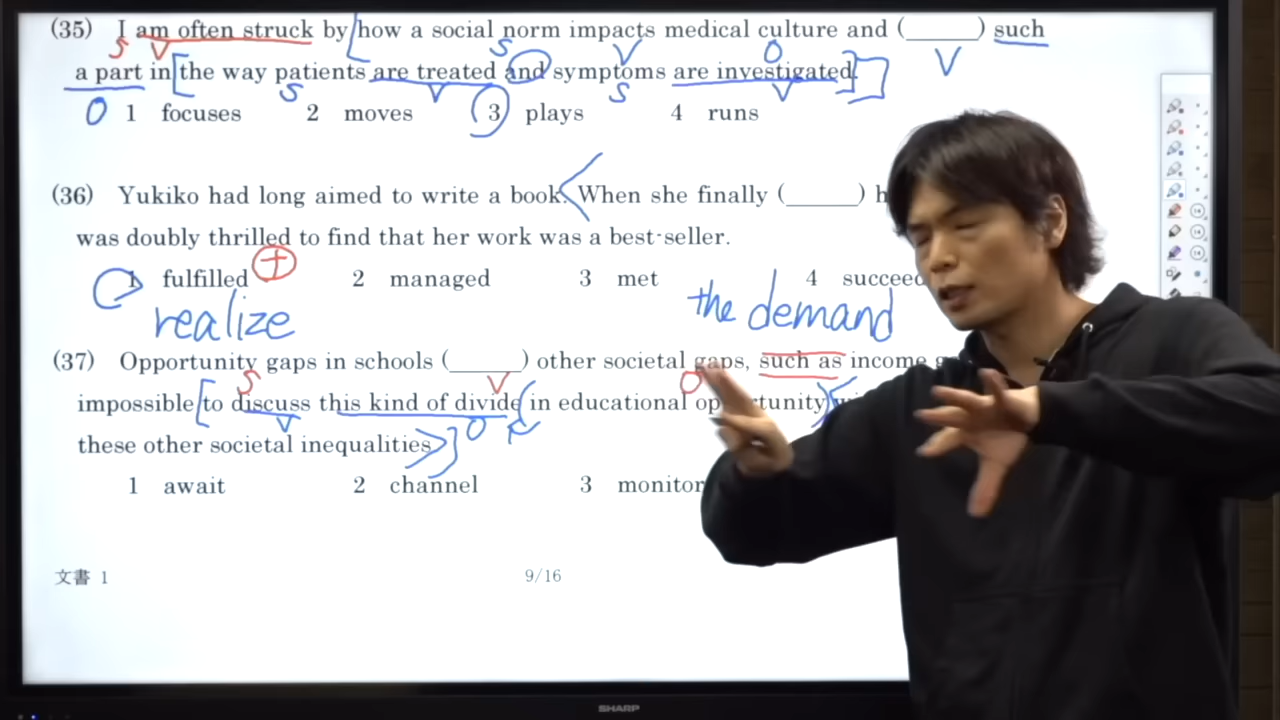 (35) I am often struck by how a social norm impacts medical culture and (______) such
S V S V O V
a part in the way patients are treated and symptoms are investigated.
O S V S V
1 focuses 2 moves 3 plays 4 runs
(36) Yukiko had long aimed to write a book. When she finally (______)
was doubly thrilled to find that her work was a best-seller.
1 fulfilled 2 managed 3 met 4
realize the demand
(37) Opportunity gaps in schools (______) other societal gaps, such as income
S V O
impossible to discuss this kind of divide in educational opportunity
V O
these other societal inequalities
1 await 2 channel 3 monitor
文書 1 9/16
SHARP